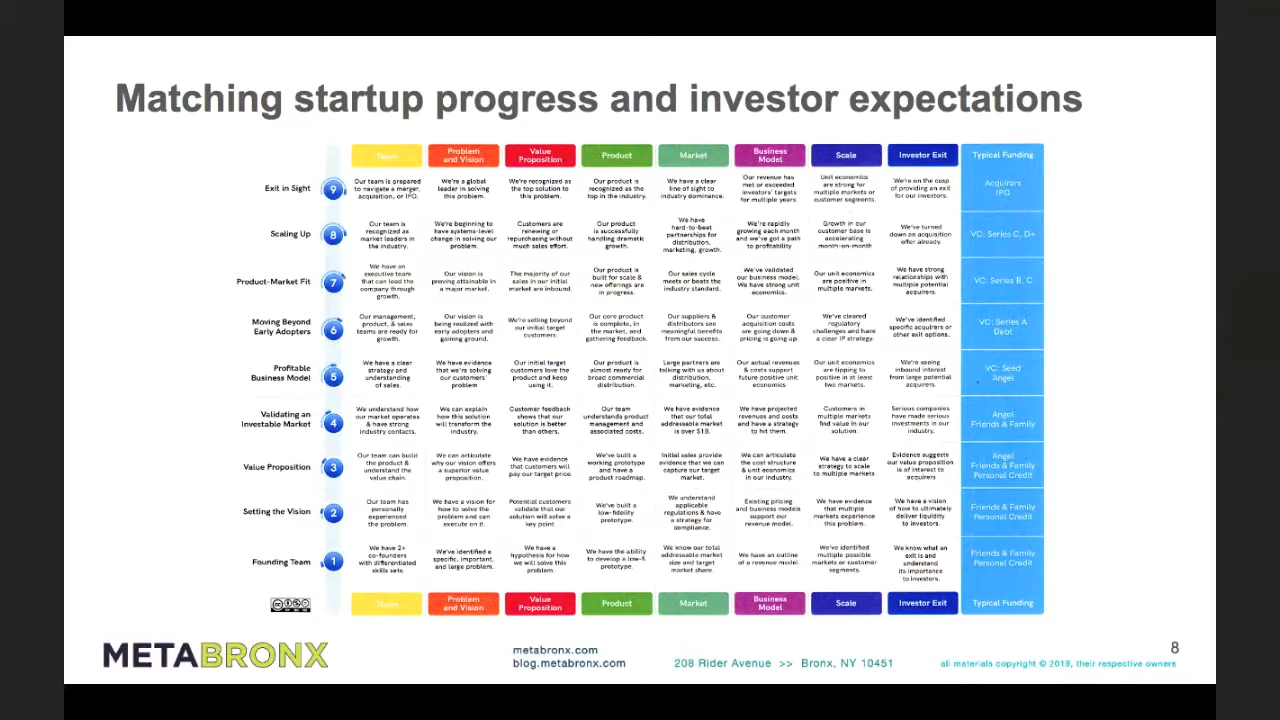 Matching startup progress and investor expectations
Team
Problem
and Vision
Value
Proposition
Product
Market
Business
Model
Scale
Investor Exit
Typical Funding
Exit in Sight
9
Our team is prepared
to navigate a merger,
acquisition, or IPO.
We're a global
leader in solving
this problem.
We're recognized as
the top solution to
this problem.
Our product is
recognized as the
top in the industry.
We have a clear
line of sight to
industry dominance.
Our revenue has
met or exceeded
investors' targets
for multiple years.
Unit economics
are strong for
multiple markets or
customer segments.
We're on the cusp
of providing an exit
for our investors.
Acquirers
IPO
Scaling Up
8
Our team is
recognized as
market leaders in
the industry.
We're beginning to
have systems-level
change in solving our
problem.
Customers are
renewing or
repurchasing without
much sales effort.
Our product
is successfully
handling dramatic
growth.
We have
hard-to-beat
partnerships for
distribution,
marketing, growth.
We're rapidly
growing each month
and we've got a path
to profitability
Growth in our
customer base is
accelerating
month-on-month
We've turned
down an acquisition
offer already.
VC: Series C, D+
Product-Market Fit
7
We have an
executive team
that can lead the
company through
growth.
Our vision is
proving attainable in
a major market.
The majority of our
sales in our initial
market are inbound.
Our product is
built for scale &
new offerings are
in progress.
Our sales cycle
meets or beats the
industry standard.
We've validated
our business model.
We have strong unit
economics.
Our unit economics
are positive in
multiple markets.
We have strong
relationships with
multiple potential
acquirers.
VC: Series B, C
Moving Beyond
Early Adopters
6
Our management,
product, & sales
teams are ready for
growth.
Our vision is
being realized with
early adopters and
gaining ground.
We're selling beyond
our initial target
customers.
Our core product
is complete, in
the market, and
gathering feedback.
Our suppliers &
distributors see
meaningful benefits
from our success.
Our customer
acquisition costs
are going down &
pricing is going up.
We've cleared
regulatory
challenges and have
a clear IP strategy.
We've identified
specific acquirers or
other exit options.
VC: Series A
Debt
Profitable
Business Model
5
We have a clear
strategy and
understanding
of sales.
We have evidence
that we're solving
our customers'
problem
Our initial target
customers love the
product and keep
using it.
Our product is
almost ready for
broad commercial
distribution.
Large partners are
talking with us about
distribution,
marketing, etc.
Our actual revenues
& costs support
future positive unit
economics
Our unit economics
are tipping to
positive in at least
two markets.
We're seeing
inbound interest
from large potential
acquirers.
VC: Seed
Angel
Validating an
Investable Market
4
We understand how
our market operates
& have strong
industry contacts.
We can explain
how this solution
will transform the
industry.
Customer feedback
shows that our
solution is better
than others.
Our team
understands product
management and
associated costs.
We have evidence
that our total
addressable market
is over $1B.
We have projected
revenues and costs
and have a strategy
to hit them.
Customers in
multiple markets
find value in our
solution.
Serious companies
have made serious
investments in our
industry.
Angel
Friends & Family
Value Proposition
3
Our team can build
the product &
understand the
value chain.
We can articulate
why our vision offers
a superior value
proposition.
We have evidence
that customers will
pay our target price.
We've built a
working prototype
and have a
product roadmap.
Initial sales provide
evidence that we can
capture our target
market.
We can articulate
the cost structure
& unit economics
in our industry.
We have a clear
strategy to scale
to multiple markets.
Evidence suggests
our value proposition
is of interest to
acquirers
Angel
Friends & Family
Personal Credit
Setting the Vision
2
Our team has
personally
experienced
the problem.
We have a vision for
how to solve the
problem and can
execute on it.
Potential customers
validate that our
solution will solve a
key point.
We've built a
low-fidelity
prototype.
We understand
applicable
regulations & have
a strategy for
compliance.
Existing pricing
and business models
support our
revenue model.
We have evidence
that multiple
markets experience
this problem.
We have a vision
of how to ultimately
deliver liquidity
to investors.
Friends & Family
Personal Credit
Founding Team
1
We have 2+
co-founders
with differentiated
skills sets.
We've identified a
specific, important,
and large problem.
We have a
hypothesis for how
we will solve this
problem.
We have the ability
to develop a low-fi
prototype.
We know our total
addressable market
size and target
market share.
We have an outline
of a revenue model.
We've identified
multiple possible
markets or customer
segments.
We know what an
exit is and
understand
its importance
to investors.
Friends & Family
Personal Credit
Team
Problem
and Vision
Value
Proposition
Product
Market
Business
Model
Scale
Investor Exit
Typical Funding
METABRONX
metabronx.com
blog.metabronx.com
208 Rider Avenue >> Bronx, NY 10451
8
all materials copyright © 2019, their respective owners